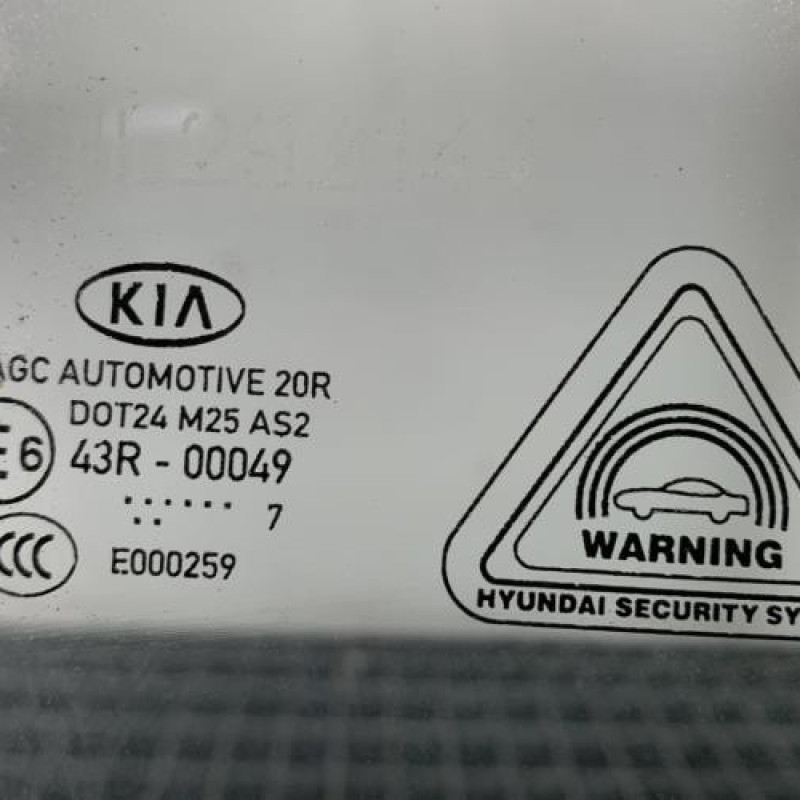 KIA
AGC AUTOMOTIVE 20R
DOT24 M25 AS2
E6 43R - 00049
...... 7
..
CCC E000259
WARNING
HYUNDAI SECURITY SY